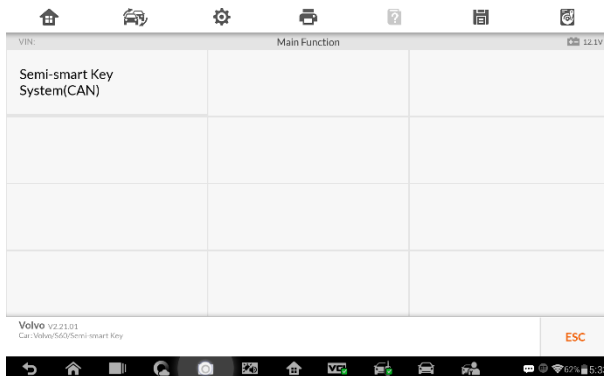 VIN:
Main Function
12.1V
Semi-smart Key
System(CAN)
Volvo V2.21.01
Car: Volvo/S60/Semi-smart Key
ESC
62%